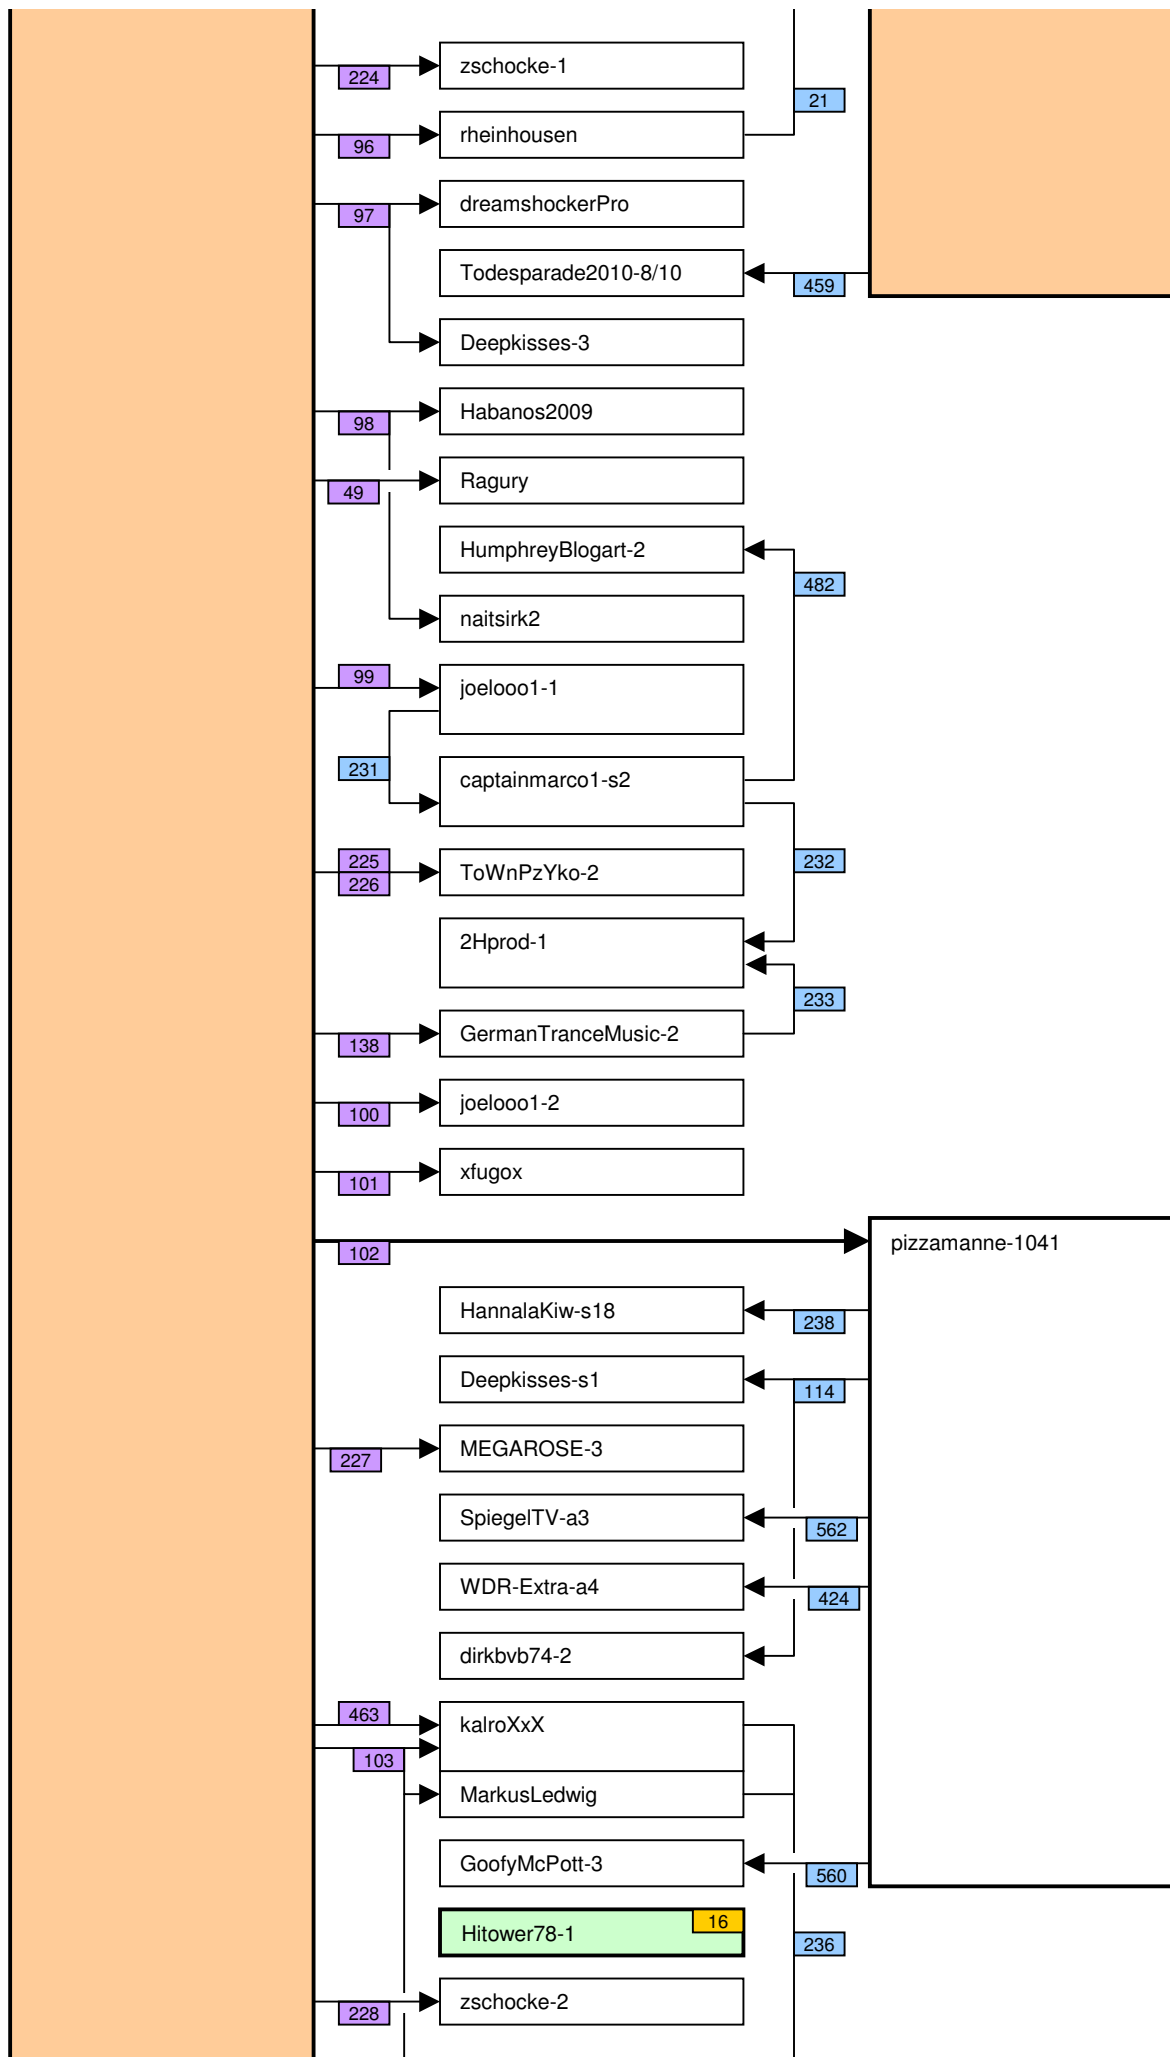 zschocke-1
224
21
rheinhousen
96
dreamshockerPro
97
Todesparade2010-8/10
459
Deepkisses-3
Habanos2009
98
Ragury
49
HumphreyBlogart-2
482
naitsirk2
99
joelooo1-1
231
captainmarco1-s2
225
232
ToWnPzYko-2
226
2Hprod-1
233
GermanTranceMusic-2
138
joelooo1-2
100
xfugox
101
pizzamanne-1041
102
HannalaKiw-s18
238
Deepkisses-s1
114
MEGAROSE-3
227
SpiegelTV-a3
562
WDR-Extra-a4
424
dirkbvb74-2
463
kalroXxX
103
MarkusLedwig
GoofyMcPott-3
560
16
Hitower78-1
236
zschocke-2
228